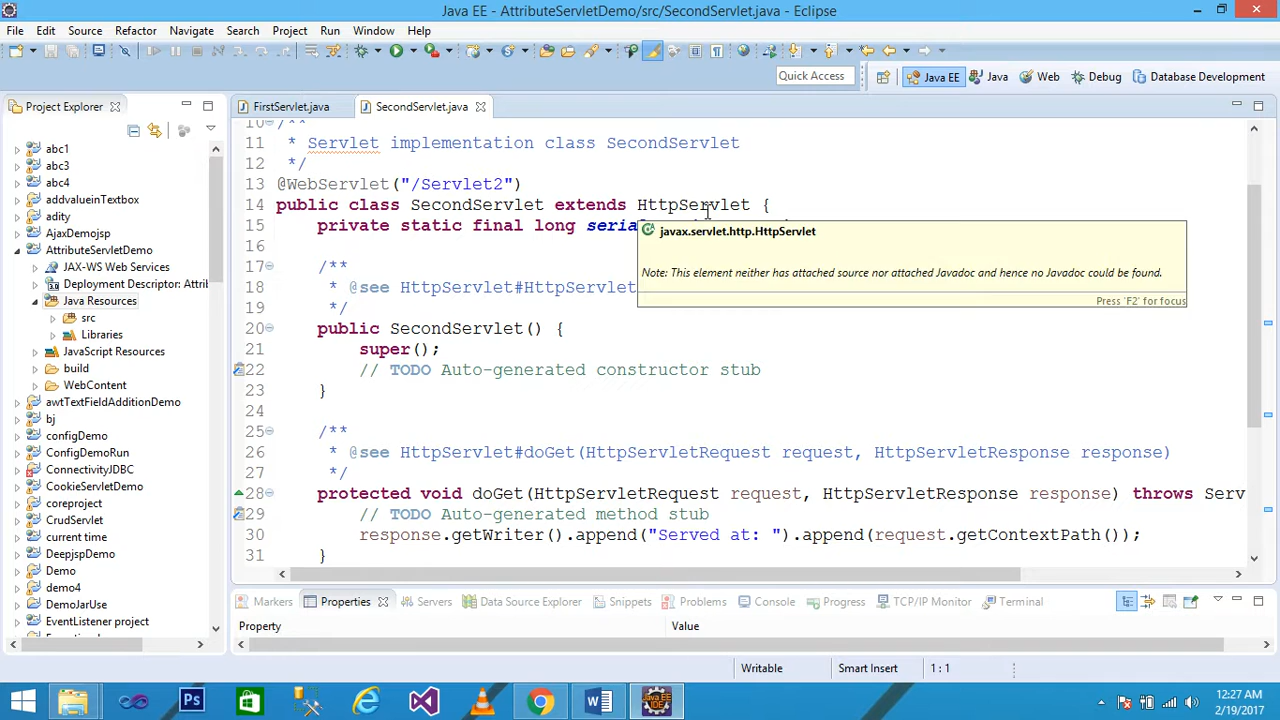 Java EE - AttributeServletDemo/src/SecondServlet.java - Eclipse
File Edit Source Refactor Navigate Search Project Run Window Help
Quick Access
Java EE Java Web Debug Database Development
Project Explorer
abc1
abc3
abc4
addvalueinTextbox
adity
AjaxDemojsp
AttributeServletDemo
JAX-WS Web Services
Deployment Descriptor: Attri
Java Resources
src
Libraries
JavaScript Resources
build
WebContent
awtTextFieldAdditionDemo
bj
configDemo
ConfigDemoRun
ConnectivityJDBC
CookieServletDemo
coreproject
CrudServlet
current time
DeepjspDemo
Demo
demo4
DemoJarUse
EventListener project
FirstServlet.java SecondServlet.java
10 /**
11 * Servlet implementation class SecondServlet
12 */
13 @WebServlet("/Servlet2")
14 public class SecondServlet extends HttpServlet {
15 private static final long seria
16
17 /**
18 * @see HttpServlet#HttpServlet
19 */
20 public SecondServlet() {
21 super();
22 // TODO Auto-generated constructor stub
23 }
24
25 /**
26 * @see HttpServlet#doGet(HttpServletRequest request, HttpServletResponse response)
27 */
28 protected void doGet(HttpServletRequest request, HttpServletResponse response) throws Serv
29 // TODO Auto-generated method stub
30 response.getWriter().append("Served at: ").append(request.getContextPath());
31 }
javax.servlet.http.HttpServlet
Note: This element neither has attached source nor attached Javadoc and hence no Javadoc could be found.
Press 'F2' for focus
Markers Properties Servers Data Source Explorer Snippets Problems Console Progress TCP/IP Monitor Terminal
Property Value
Writable Smart Insert 1 : 1
Ps
Java EE
IDE
12:27 AM
2/19/2017